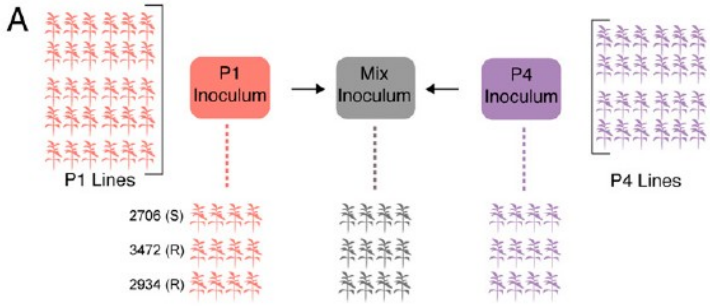 A
P1
Inoculum
Mix
Inoculum
P4
Inoculum
P1 Lines
P4 Lines
2706 (S)
3472 (R)
2934 (R)